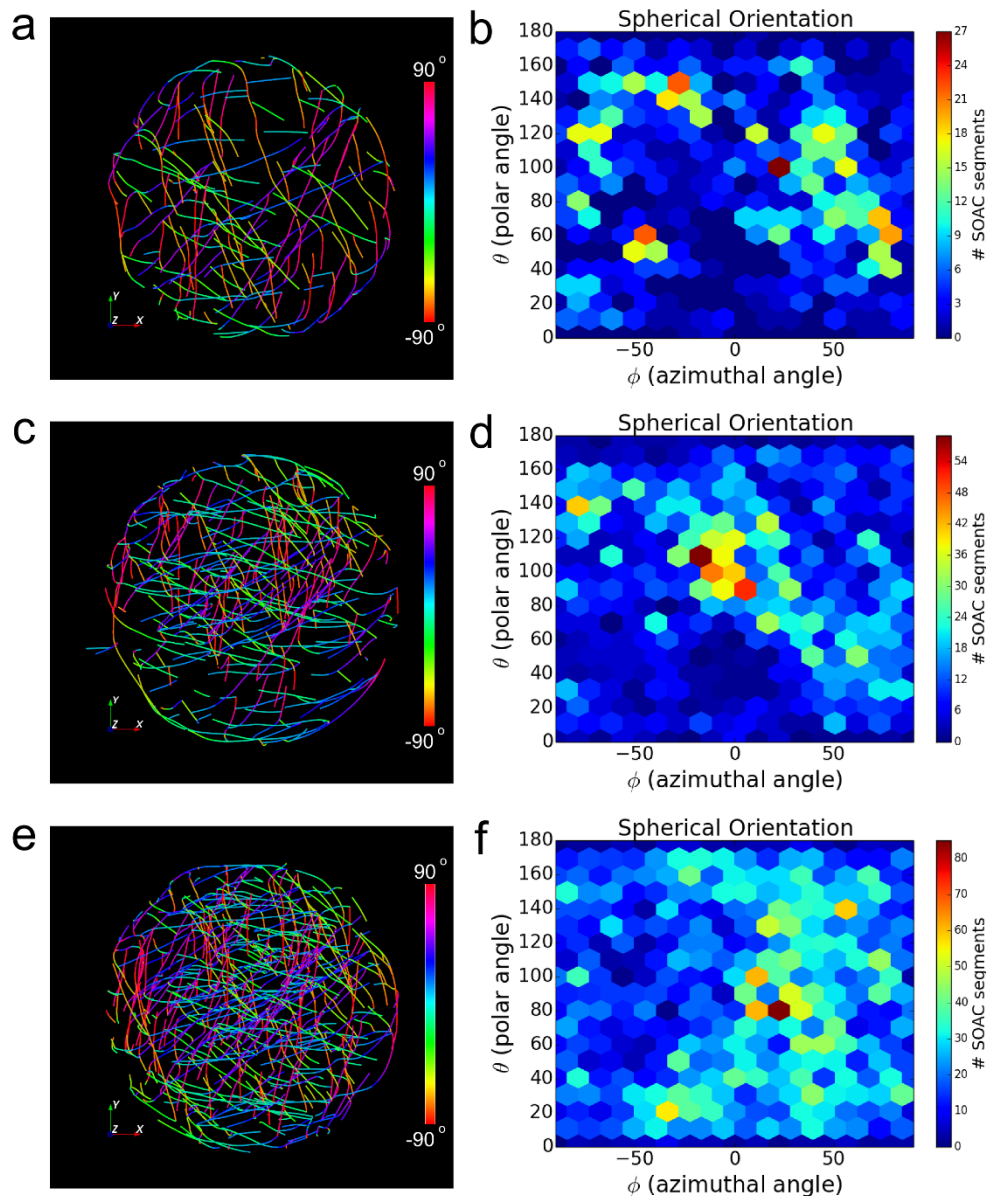 a
90 °
-90 °
Y
Z X
b
Spherical Orientation
180
160
140
120
100
80
60
40
20
0
−50 0 50
θ (polar angle)
ϕ (azimuthal angle)
27
24
21
18
15
12
9
6
3
0
# SOAC segments
c
90 °
-90 °
Y
Z X
d
Spherical Orientation
180
160
140
120
100
80
60
40
20
0
−50 0 50
θ (polar angle)
ϕ (azimuthal angle)
54
48
42
36
30
24
18
12
6
0
# SOAC segments
e
90 °
-90 °
Y
Z X
f
Spherical Orientation
180
160
140
120
100
80
60
40
20
0
−50 0 50
θ (polar angle)
ϕ (azimuthal angle)
80
70
60
50
40
30
20
10
0
# SOAC segments